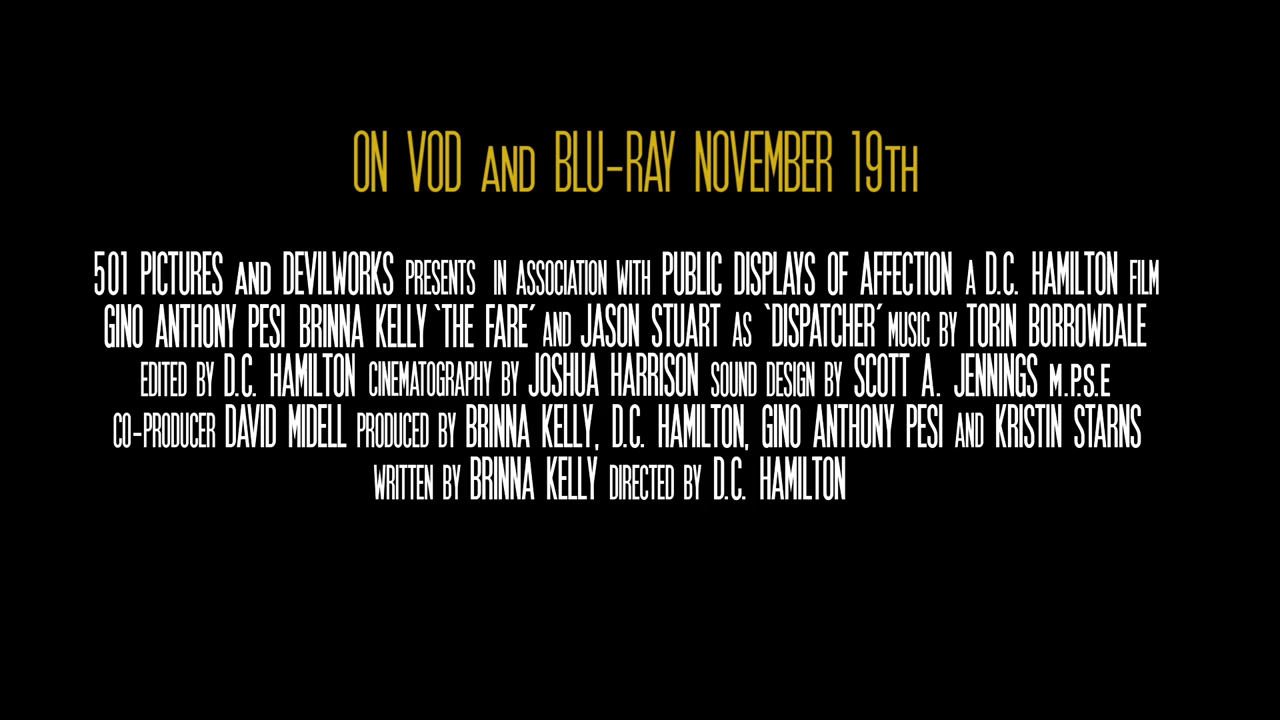 ON VOD AND BLU-RAY NOVEMBER 19TH
501 PICTURES AND DEVILWORKS PRESENTS IN ASSOCIATION WITH PUBLIC DISPLAYS OF AFFECTION A D.C. HAMILTON FILM
GINO ANTHONY PESI BRINNA KELLY `THE FARE´ AND JASON STUART AS `DISPATCHER´ MUSIC BY TORIN BORROWDALE
EDITED BY D.C. HAMILTON CINEMATOGRAPHY BY JOSHUA HARRISON SOUND DESIGN BY SCOTT A. JENNINGS M.P.S.E
CO-PRODUCER DAVID MIDELL PRODUCED BY BRINNA KELLY, D.C. HAMILTON, GINO ANTHONY PESI AND KRISTIN STARNS
WRITTEN BY BRINNA KELLY DIRECTED BY D.C. HAMILTON